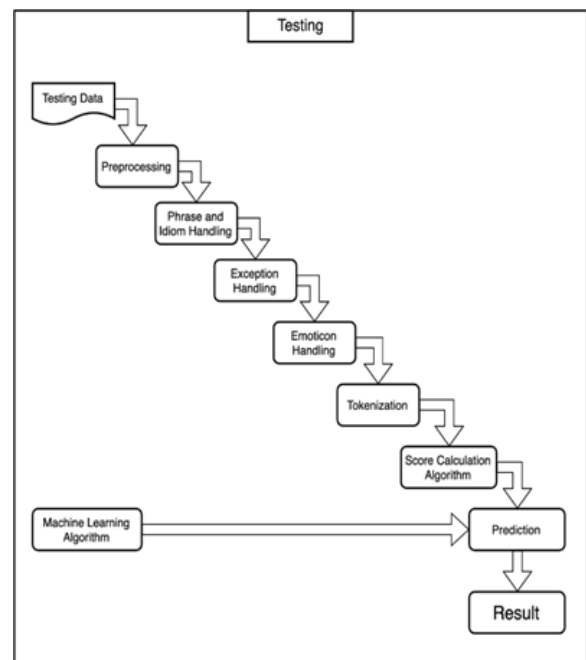 Testing
Testing Data
Preprocessing
Phrase and
Idiom Handling
Exception
Handling
Emoticon
Handling
Tokenization
Score Calculation
Algorithm
Machine Learning
Algorithm
Prediction
Result